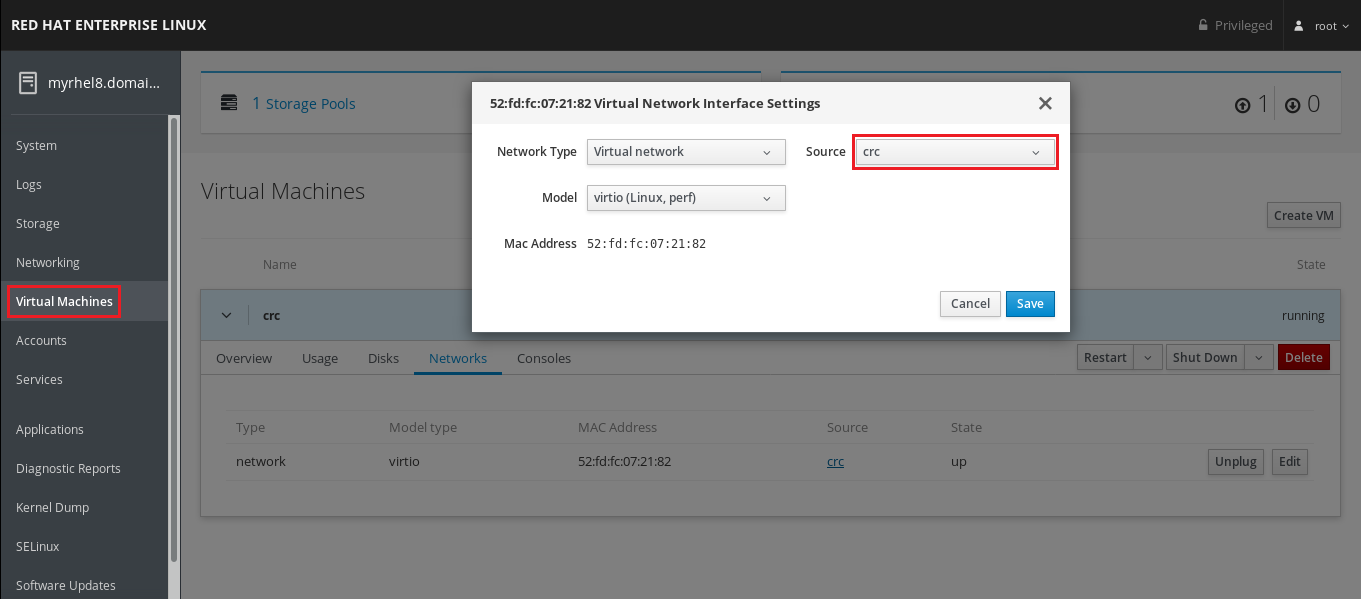 RED HAT ENTERPRISE LINUX
Privileged
root
myrhel8.domai...
System
Logs
Storage
Networking
Virtual Machines
Accounts
Services
Applications
Diagnostic Reports
Kernel Dump
SELinux
Software Updates
1 Storage Pools
1
0
Virtual Machines
Create VM
Name
State
crc
running
Overview Usage Disks Networks Consoles
Restart Shut Down Delete
Type Model type MAC Address Source State
network virtio 52:fd:fc:07:21:82 crc up
Unplug Edit
52:fd:fc:07:21:82 Virtual Network Interface Settings
Network Type Virtual network Source crc
Model virtio (Linux, perf)
Mac Address 52:fd:fc:07:21:82
Cancel Save